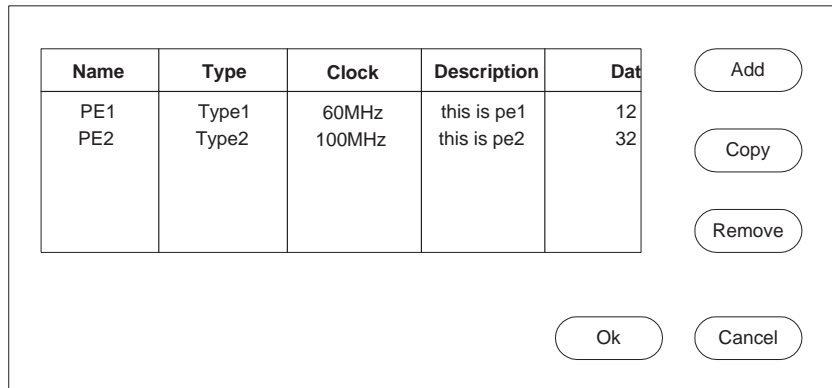 Name Type Clock Description Dat
PE1 Type1 60MHz this is pe1 12
PE2 Type2 100MHz this is pe2 32
Add
Copy
Remove
Ok Cancel